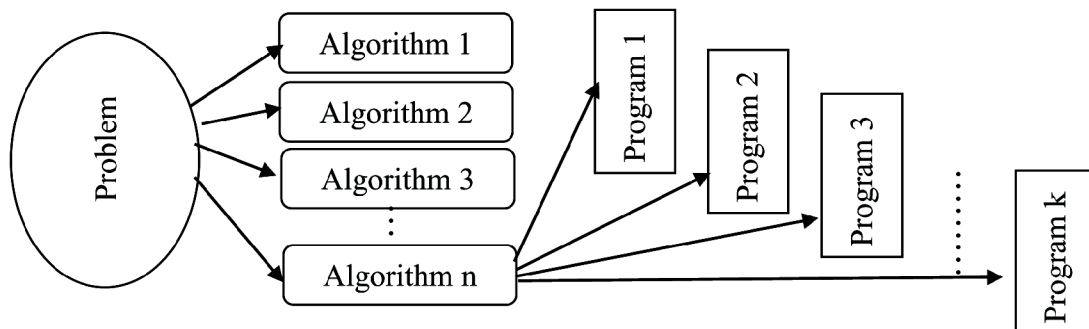 Problem
Algorithm 1
Algorithm 2
Algorithm 3
Algorithm n
Program 1
Program 2
Program 3
Program k